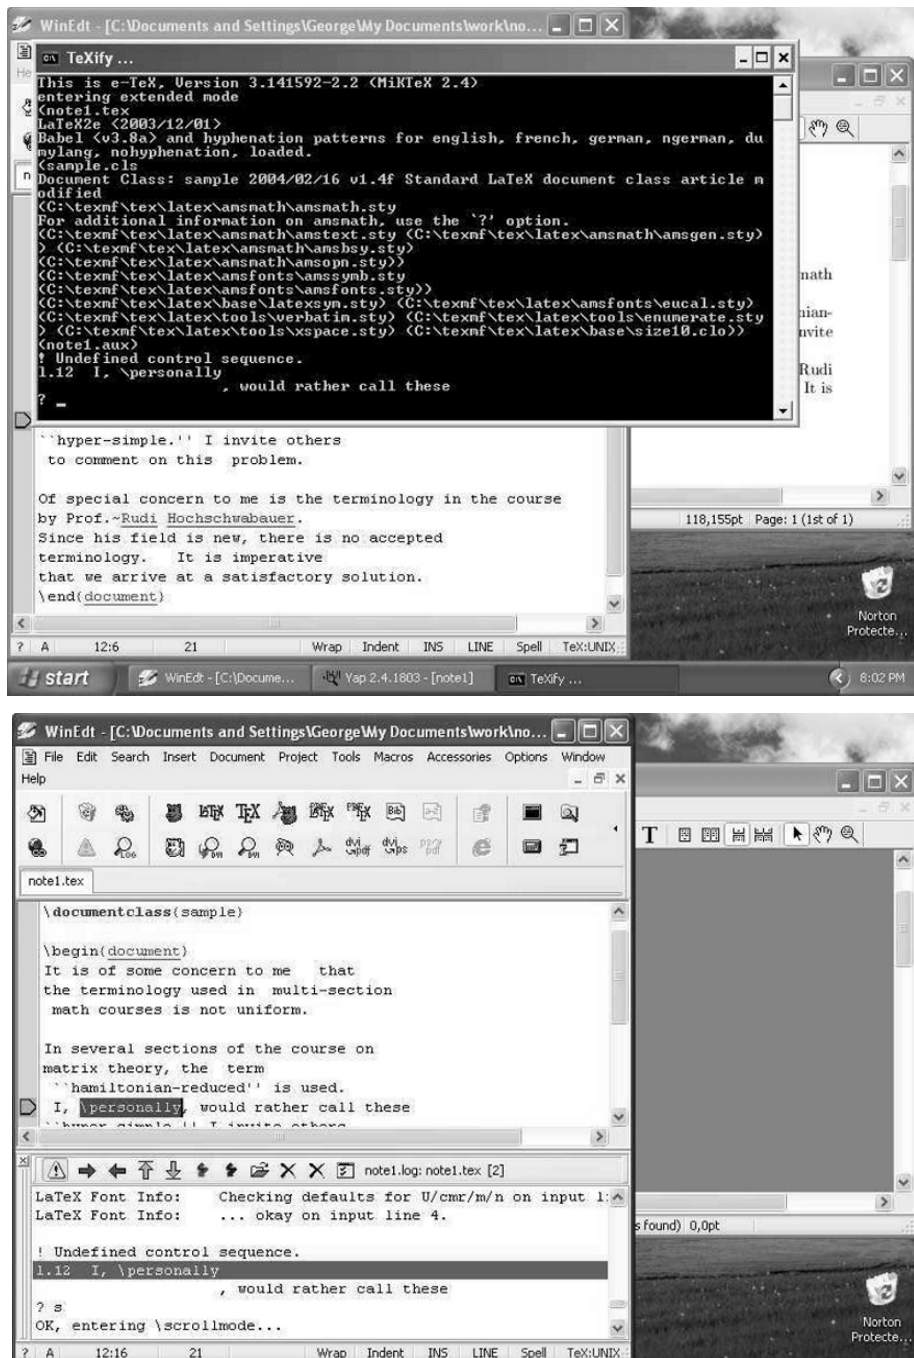 WinEdt - [C:\Documents and Settings\George\My Documents\work\no...
TeXify ...
This is e-TeX, Version 3.141592-2.2 (MiKTeX 2.4)
entering extended mode
(note1.tex
LaTeX2e <2003/12/01>
Babel <v3.8a> and hyphenation patterns for english, french, german, ngerman, du
mylang, nohyphenation, loaded.
(sample.cls
Document Class: sample 2004/02/16 v1.4f Standard LaTeX document class article m
odified
(C:\texmf\tex\latex\amsmath\amsmath.sty
For additional information on amsmath, use the `?' option.
(C:\texmf\tex\latex\amsmath\amstext.sty (C:\texmf\tex\latex\amsmath\amsgen.sty)
) (C:\texmf\tex\latex\amsmath\amsbsy.sty)
(C:\texmf\tex\latex\amsmath\amsopn.sty))
(C:\texmf\tex\latex\amsfonts\amssymb.sty
(C:\texmf\tex\latex\amsfonts\amsfonts.sty))
(C:\texmf\tex\latex\base\latexsym.sty) (C:\texmf\tex\latex\amsfonts\eucal.sty)
(C:\texmf\tex\latex\tools\verbatim.sty) (C:\texmf\tex\latex\tools\enumerate.sty
) (C:\texmf\tex\latex\tools\xspace.sty) (C:\texmf\tex\latex\base\size10.clo))
(note1.aux)
! Undefined control sequence.
l.12 I, \personally
, would rather call these
? _
math
nian-
nvite
Rudi
It is
``hyper-simple.'' I invite others
to comment on this problem.
Of special concern to me is the terminology in the course
by Prof.~Rudi Hochschwabauer.
Since his field is new, there is no accepted
terminology. It is imperative
that we arrive at a satisfactory solution.
\end{document}
118,155pt Page: 1 (1st of 1)
Norton
Protecte...
? A 12:6 21 Wrap Indent INS LINE Spell TeX:UNIX
start WinEdt - [C:\Docume... Yap 2.4.1803 - [note1] TeXify ... 8:02 PM
WinEdt - [C:\Documents and Settings\George\My Documents\work\no...
File Edit Search Insert Document Project Tools Macros Accessories Options Window
Help
note1.tex
\documentclass{sample}
\begin{document}
It is of some concern to me that
the terminology used in multi-section
math courses is not uniform.
In several sections of the course on
matrix theory, the term
``hamiltonian-reduced'' is used.
I, \personally, would rather call these
``hyper-simple.'' I invite others
note1.log: note1.tex [2]
LaTeX Font Info: Checking defaults for U/cmr/m/n on input l
LaTeX Font Info: ... okay on input line 4.
! Undefined control sequence.
l.12 I, \personally
, would rather call these
? s
OK, entering \scrollmode...
s found) 0,0pt
Norton
Protecte...
? A 12:16 21 Wrap Indent INS LINE Spell TeX:UNIX